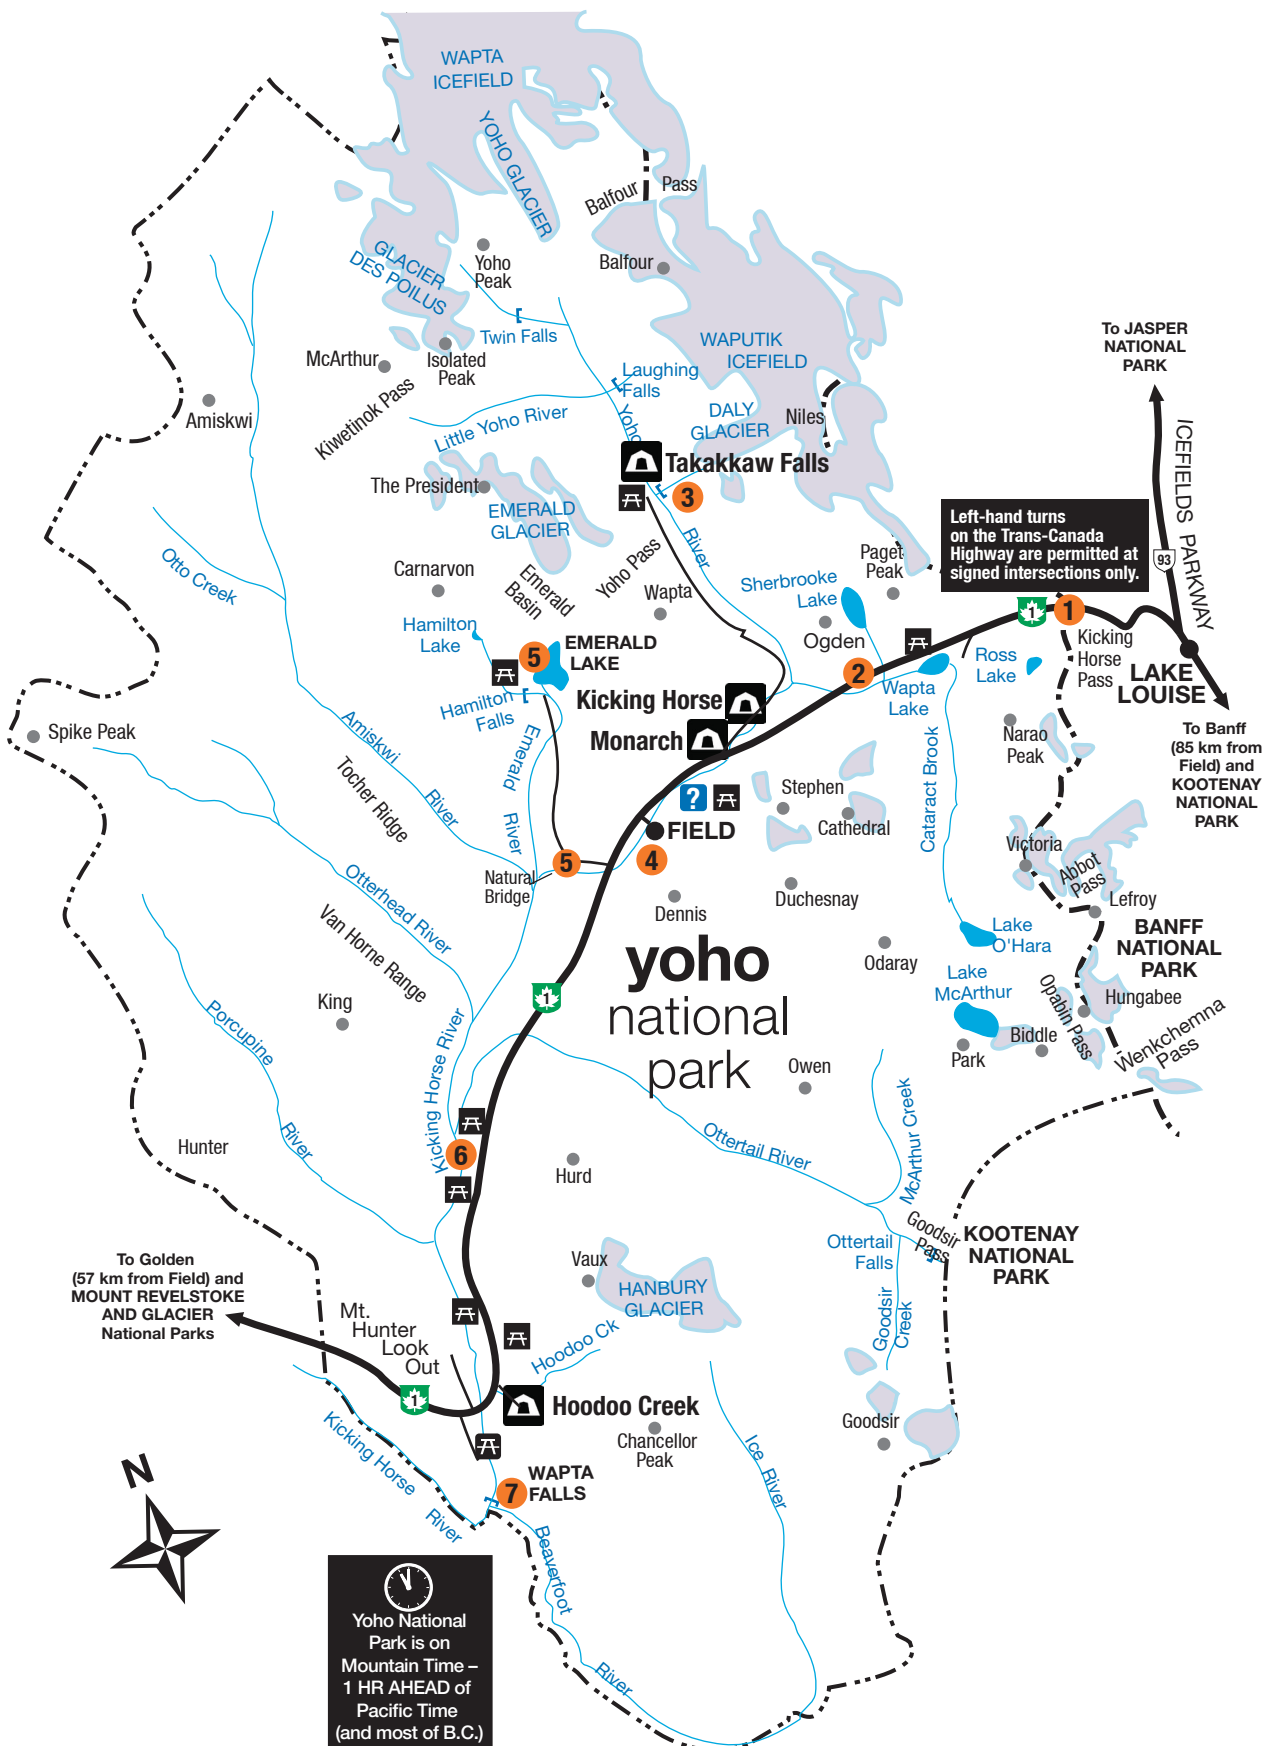 WAPTA
ICEFIELD
YOHO GLACIER
Balfour
Pass
GLACIER
DES POILUS
Yoho
Peak
Balfour
Twin Falls
McArthur
Isolated
Peak
WAPUTIK
ICEFIELD
To JASPER
NATIONAL
PARK
Amiskwi
Kiwetinok Pass
Laughing
Falls
Little Yoho River
Yoho
DALY
GLACIER
Niles
ICEFIELDS PARKWAY
93
Takakkaw Falls
3
The President
EMERALD
GLACIER
River
Left-hand turns
on the Trans-Canada
Highway are permitted at
signed intersections only.
Otto Creek
Carnarvon
Emerald
Basin
Yoho Pass
Wapta
Sherbrooke
Lake
Paget
Peak
Ogden
1
1
Kicking
Horse
Pass
LAKE
LOUISE
Hamilton
Lake
5
EMERALD
LAKE
2
Ross
Lake
Wapta
Lake
Hamilton
Falls
Kicking Horse
Monarch
To Banff
(85 km from
Field) and
KOOTENAY
NATIONAL
PARK
Spike Peak
Amiskwi
River
Emerald
River
Narao
Peak
Tocher Ridge
?
Stephen
Cathedral
Cataract Brook
FIELD
4
5
Natural
Bridge
Victoria
Abbot
Pass
Lefroy
Otterhead River
Dennis
Duchesnay
Van Horne Range
yoho
national
park
Odaray
Lake
O'Hara
BANFF
NATIONAL
PARK
Lake
McArthur
Opabin Pass
Hungabee
King
1
Porcupine
River
Kicking Horse River
Park
Biddle
Wenkchemna
Pass
Owen
McArthur Creek
Ottertail River
Hunter
6
Hurd
Goodsir
Pass
KOOTENAY
NATIONAL
PARK
Ottertail
Falls
To Golden
(57 km from Field) and
MOUNT REVELSTOKE
AND GLACIER
National Parks
Vaux
HANBURY
GLACIER
Goodsir
Creek
Mt.
Hunter
Look
Out
Hoodoo Ck
1
Hoodoo Creek
Chancellor
Peak
Goodsir
Ice River
Kicking Horse
River
N
7
WAPTA
FALLS
Beaverfoot
River
Yoho National
Park is on
Mountain Time –
1 HR AHEAD of
Pacific Time
(and most of B.C.)